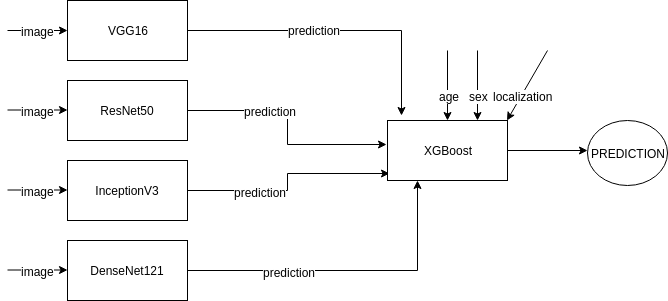 image
VGG16
prediction
image
ResNet50
prediction
age
sex
localization
XGBoost
PREDICTION
image
InceptionV3
prediction
image
DenseNet121
prediction